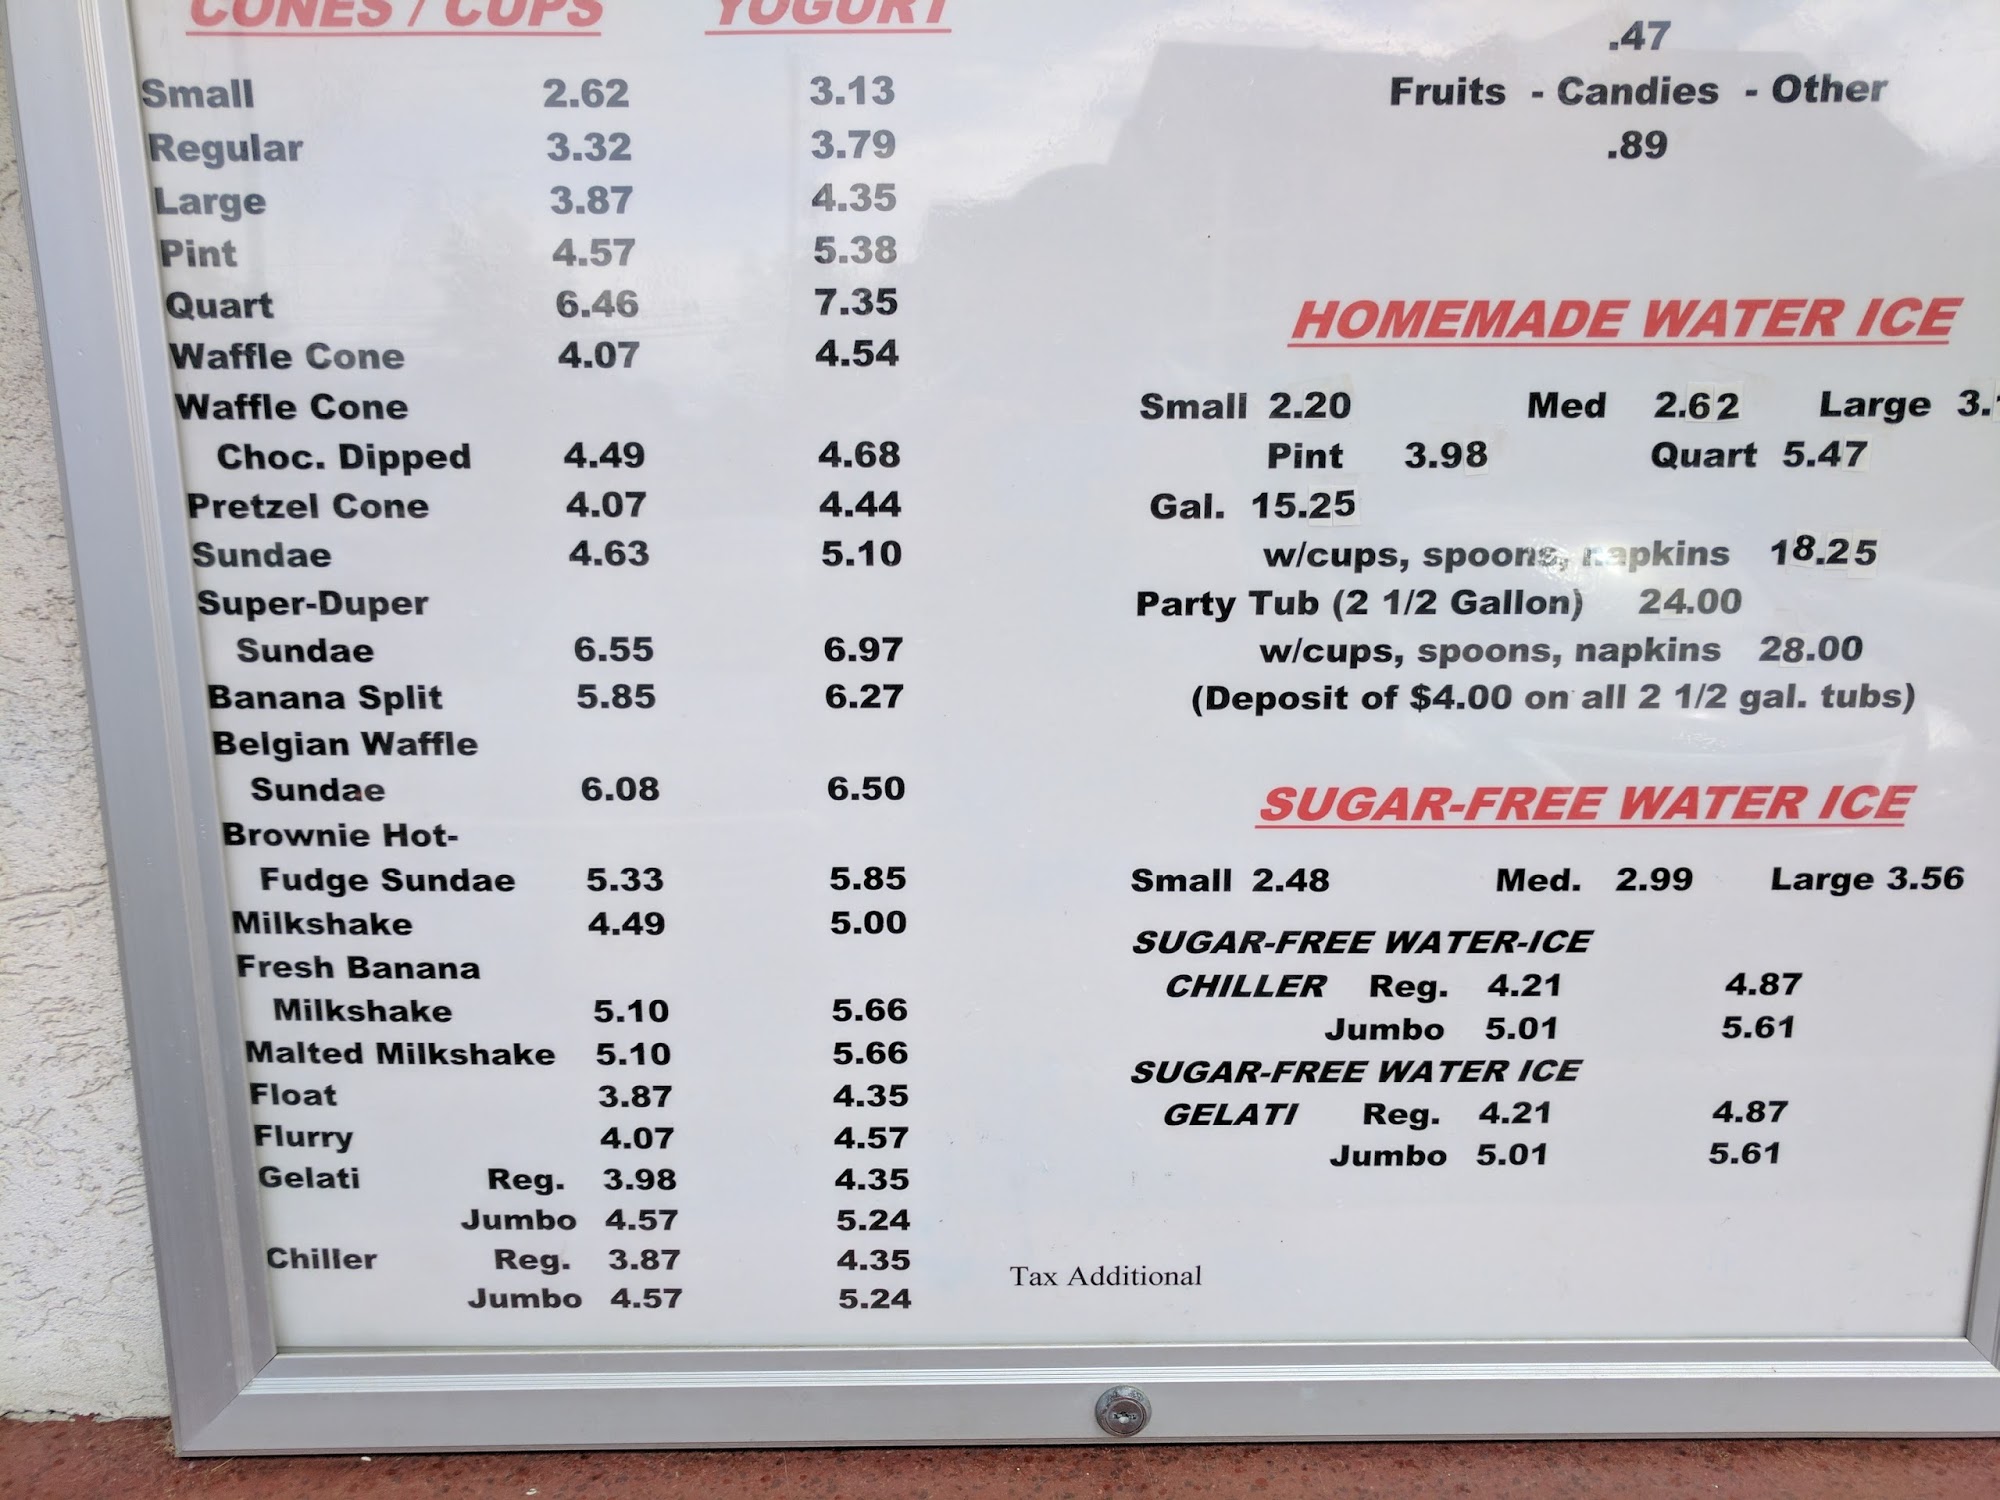 CONES / CUPS YOGURT
Small 2.62 3.13
Regular 3.32 3.79
Large 3.87 4.35
Pint 4.57 5.38
Quart 6.46 7.35
Waffle Cone 4.07 4.54
Waffle Cone
Choc. Dipped 4.49 4.68
Pretzel Cone 4.07 4.44
Sundae 4.63 5.10
Super-Duper
Sundae 6.55 6.97
Banana Split 5.85 6.27
Belgian Waffle
Sundae 6.08 6.50
Brownie Hot-
Fudge Sundae 5.33 5.85
Milkshake 4.49 5.00
Fresh Banana
Milkshake 5.10 5.66
Malted Milkshake 5.10 5.66
Float 3.87 4.35
Flurry 4.07 4.57
Gelati Reg. 3.98 4.35
Jumbo 4.57 5.24
Chiller Reg. 3.87 4.35
Jumbo 4.57 5.24
.47
Fruits - Candies - Other
.89
HOMEMADE WATER ICE
Small 2.20 Med 2.62 Large
Pint 3.98 Quart 5.47
Gal. 15.25
w/cups, spoons, napkins 18.25
Party Tub (2 1/2 Gallon) 24.00
w/cups, spoons, napkins 28.00
(Deposit of $4.00 on all 2 1/2 gal. tubs)
SUGAR-FREE WATER ICE
Small 2.48 Med. 2.99 Large 3.56
SUGAR-FREE WATER-ICE
CHILLER Reg. 4.21 4.87
Jumbo 5.01 5.61
SUGAR-FREE WATER ICE
GELATI Reg. 4.21 4.87
Jumbo 5.01 5.61
Tax Additional